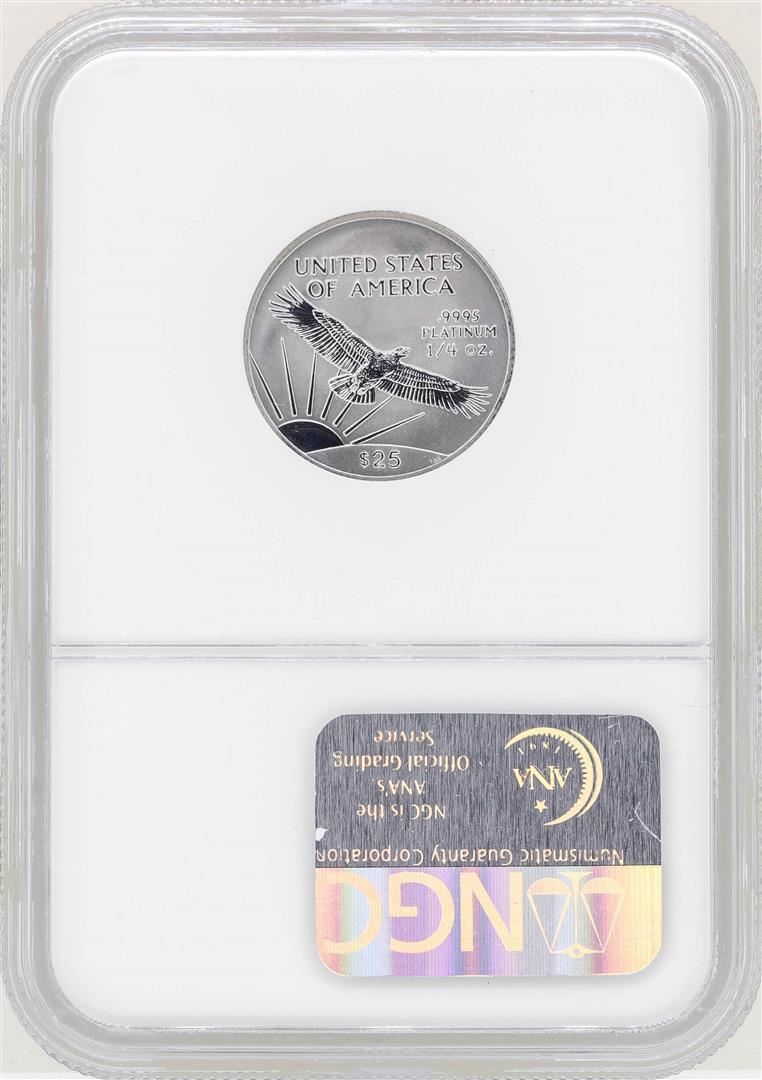 UNITED STATES
OF AMERICA
.9995
PLATINUM
1/4 OZ.
$25
NGC
Numismatic Guaranty Corporation
NGC is the
ANA's
Official Grading
Service
ANA
1891